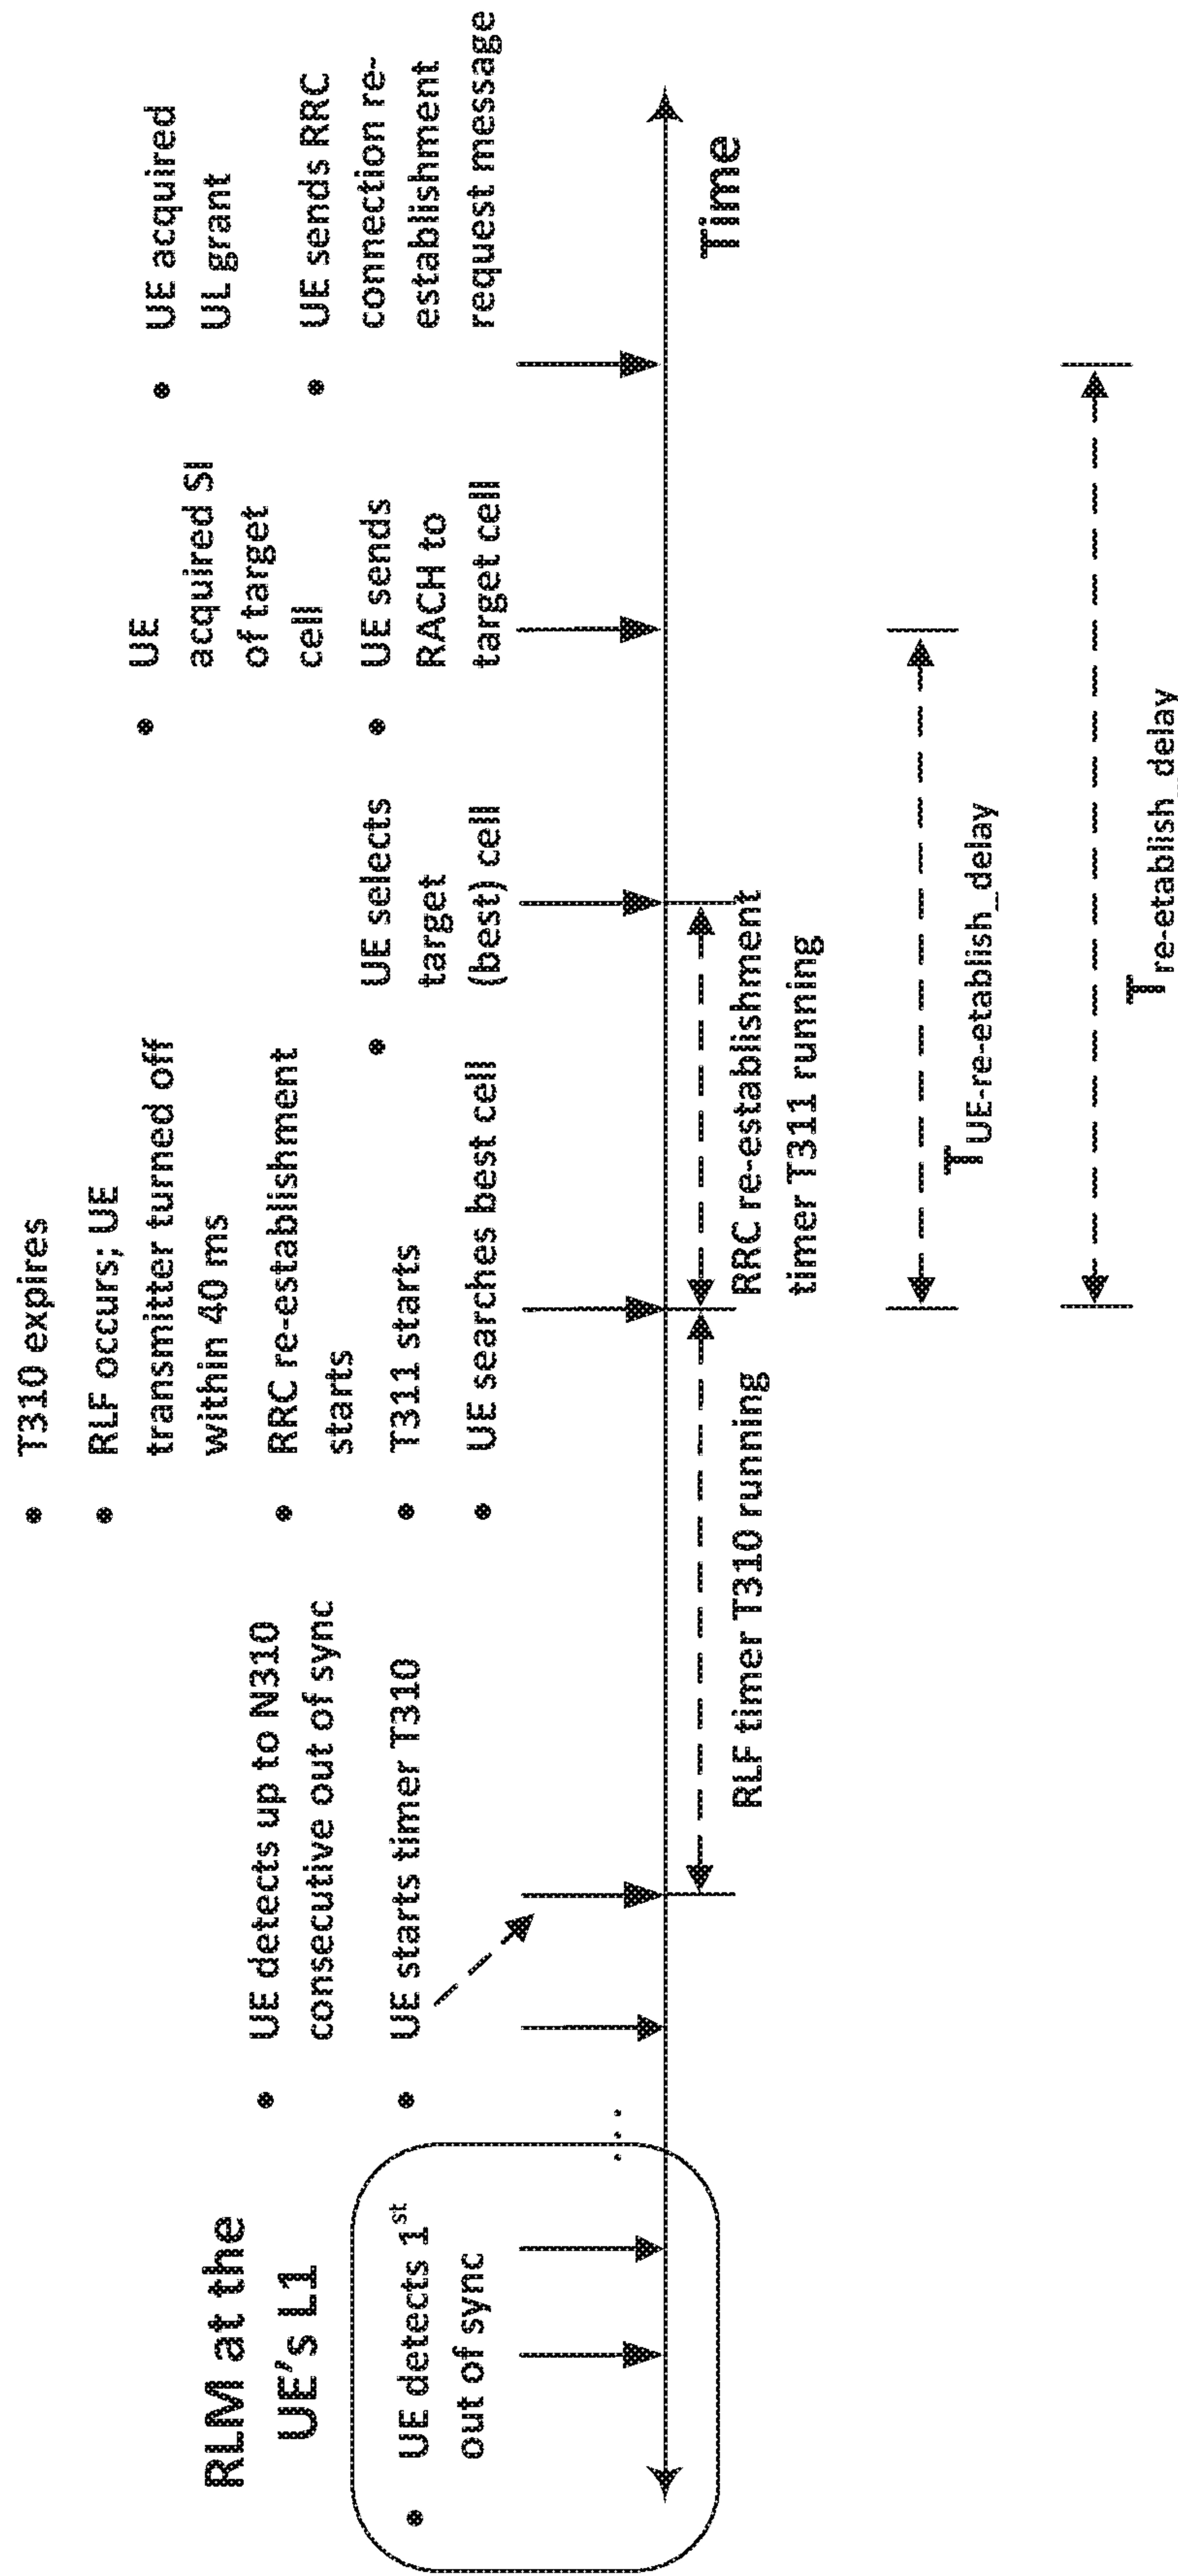 RLM at the
UE's L1
• UE detects 1st
out of sync
...
• UE detects up to N310
consecutive out of sync
• UE starts timer T310
• T310 expires
• RLF occurs; UE
transmitter turned off
within 40 ms
• RRC re-establishment
starts
• T311 starts
• UE searches best cell
• UE selects
target
(best) cell
• UE
acquired SI
of target
cell
• UE sends
RACH to
target cell
• UE acquired
UL grant
• UE sends RRC
connection re-
establishment
request message
Time
RLF timer T310 running
RRC re-establishment
timer T311 running
TUE-re-etablish_delay
Tre-etablish_delay